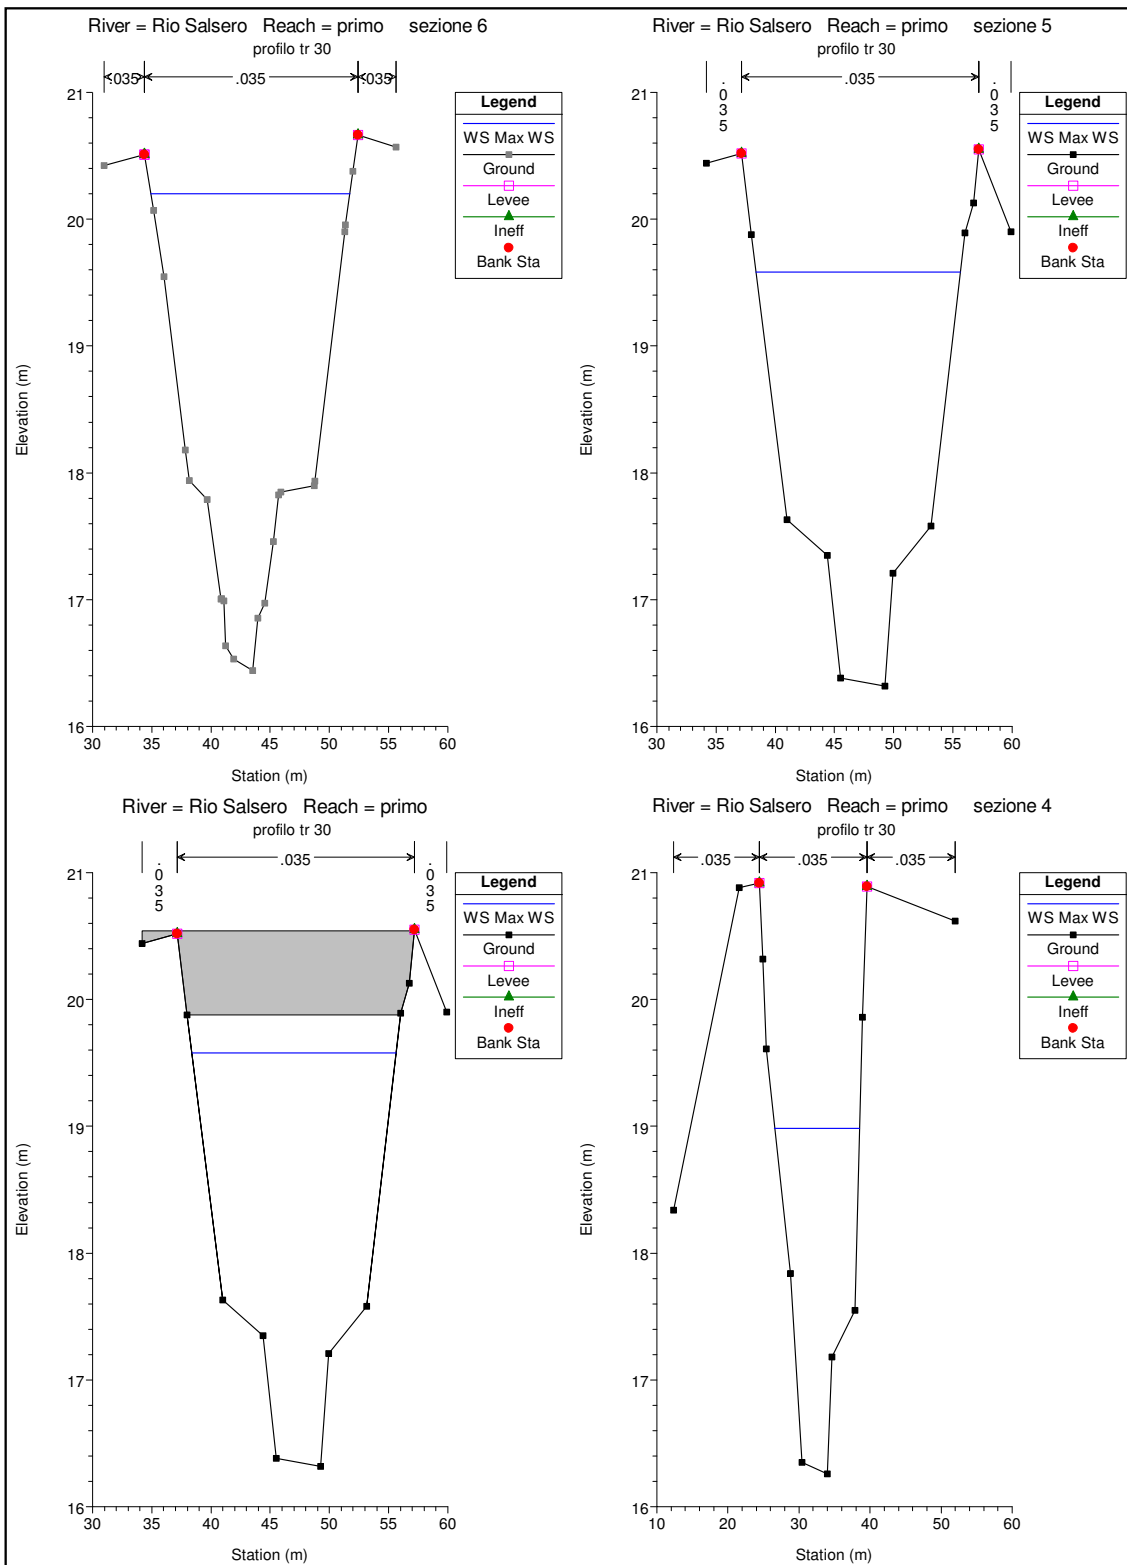 River = Rio Salsero Reach = primo sezione 6
profilo tr 30
.035 .035 .035
21
20
19
18
17
16
Elevation (m)
30 35 40 45 50 55 60
Station (m)
Legend
WS Max WS
Ground
Levee
Ineff
Bank Sta
River = Rio Salsero Reach = primo sezione 5
profilo tr 30
.035 .035 .035
21
20
19
18
17
16
Elevation (m)
30 35 40 45 50 55 60
Station (m)
Legend
WS Max WS
Ground
Levee
Ineff
Bank Sta
River = Rio Salsero Reach = primo
profilo tr 30
.035 .035 .035
21
20
19
18
17
16
Elevation (m)
30 35 40 45 50 55 60
Station (m)
Legend
WS Max WS
Ground
Levee
Ineff
Bank Sta
River = Rio Salsero Reach = primo sezione 4
profilo tr 30
.035 .035 .035
21
20
19
18
17
16
Elevation (m)
10 20 30 40 50 60
Station (m)
Legend
WS Max WS
Ground
Levee
Ineff
Bank Sta